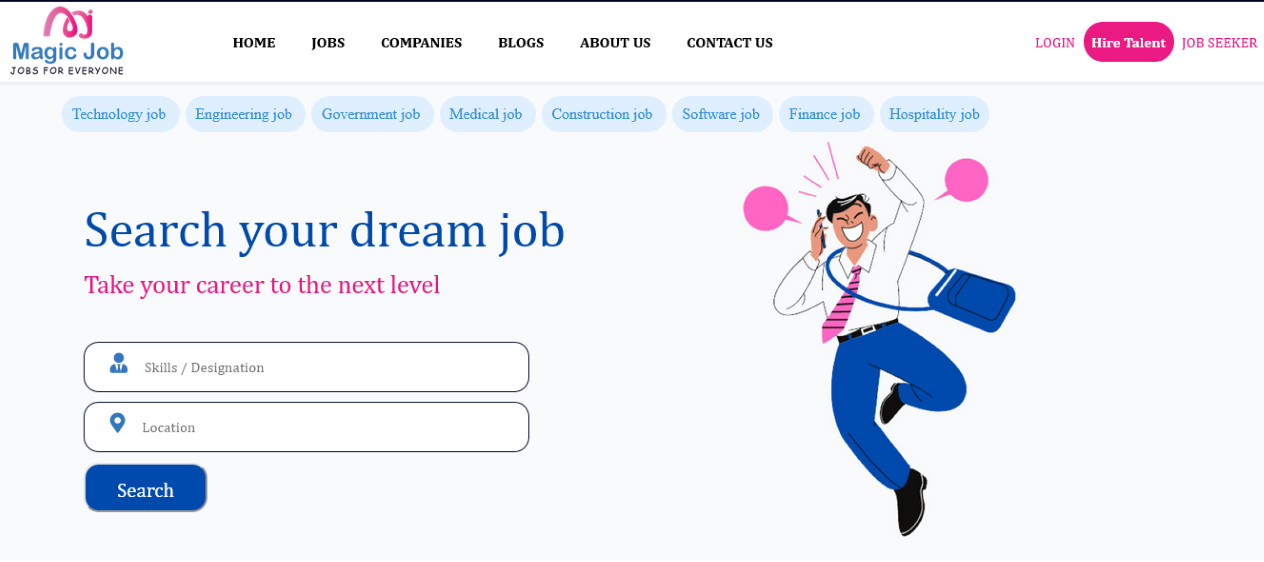 Magic Job
JOBS FOR EVERYONE
HOME JOBS COMPANIES BLOGS ABOUT US CONTACT US
LOGIN Hire Talent JOB SEEKER
Technology job Engineering job Government job Medical job Construction job Software job Finance job Hospitality job
Search your dream job
Take your career to the next level
Skills / Designation
Location
Search